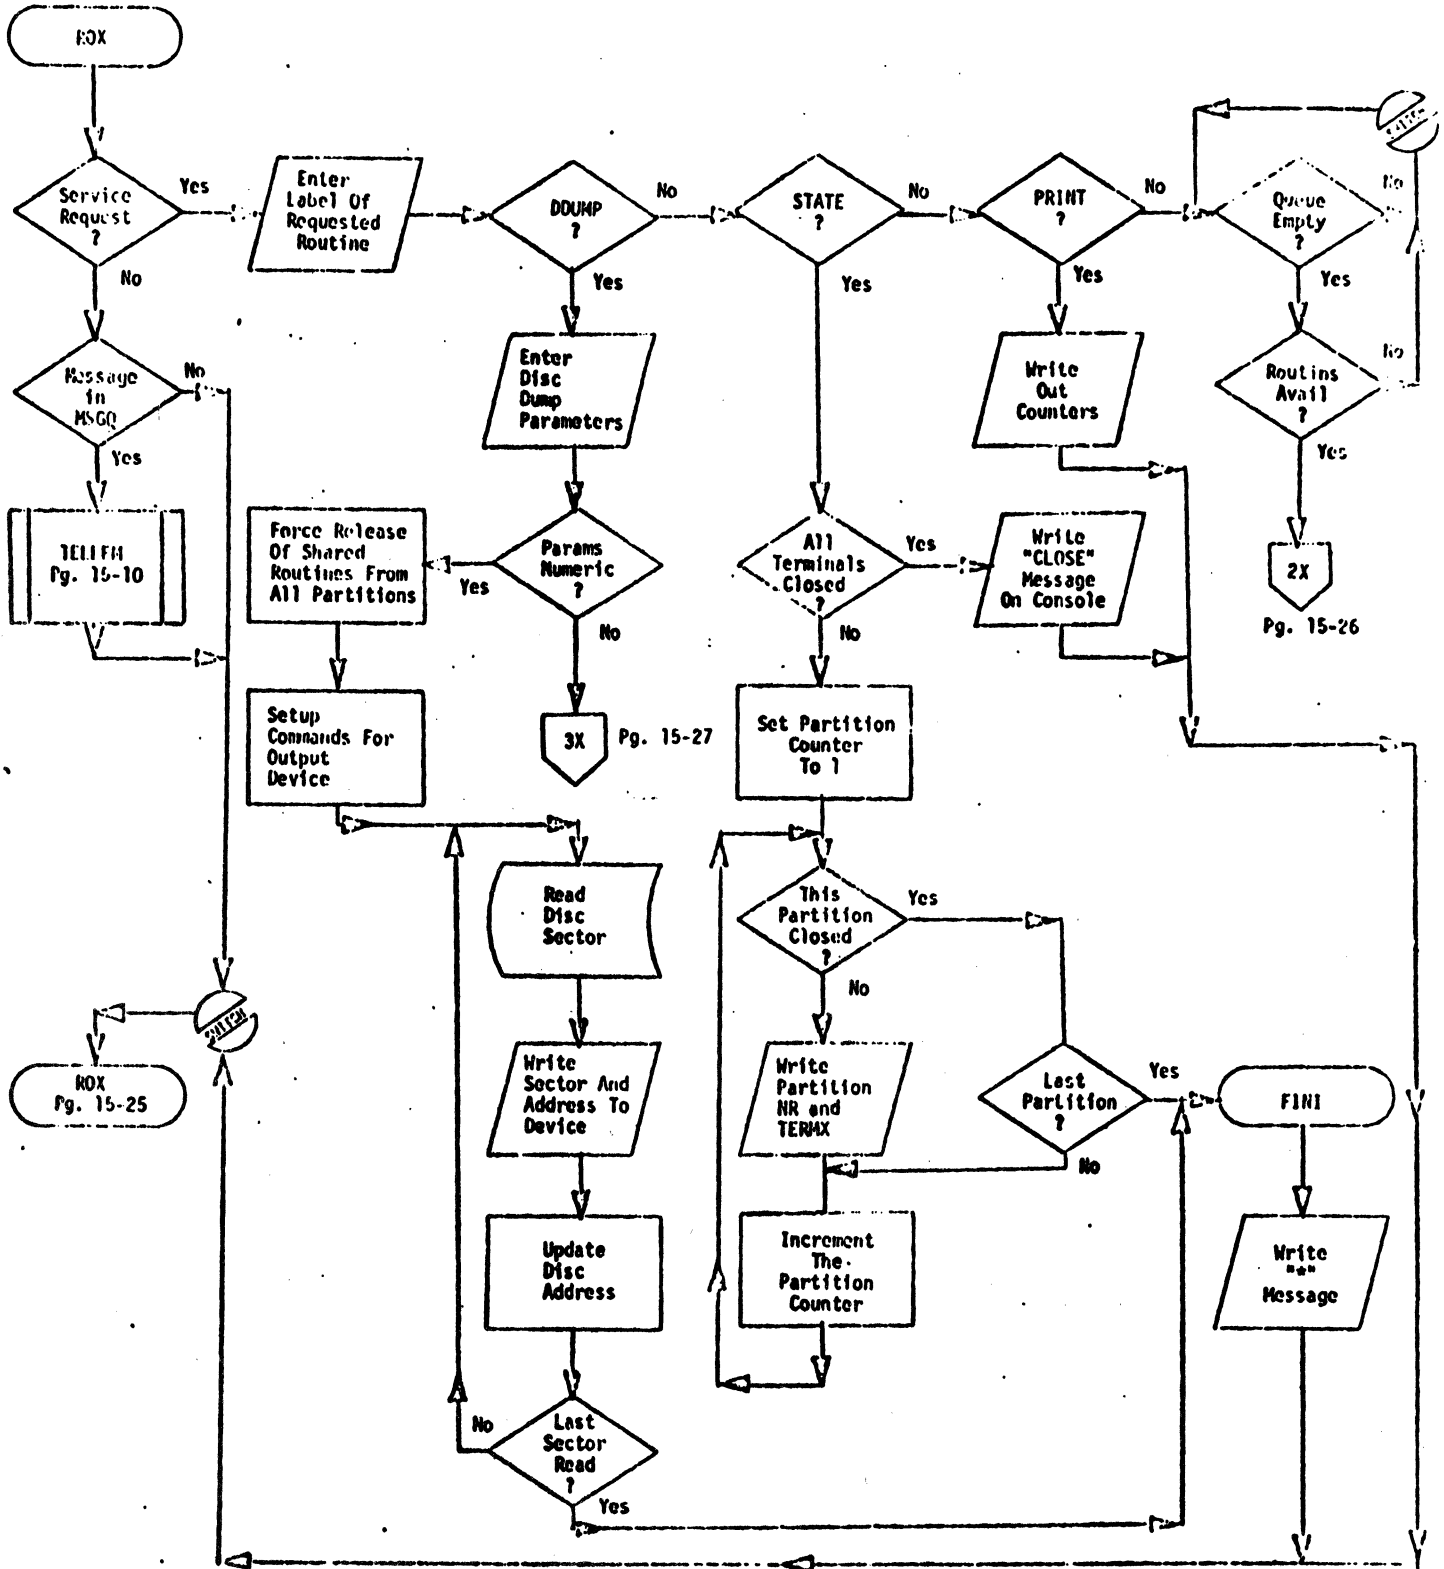 ROX
Service
Request
?
Yes
No
Enter
Label Of
Requested
Routine
DDUMP
?
No
Yes
STATE
?
No
Yes
PRINT
?
No
Yes
Queue
Empty
?
No
Yes
Message
in
MSGQ
No
Yes
Enter
Disc
Dump
Parameters
Write
Out
Counters
Routins
Avail
?
No
Yes
TELLEM
Pg. 15-10
Force Release
Of Shared
Routines From
All Partitions
Params
Numeric
?
Yes
No
All
Terminals
Closed
?
Yes
No
Write
"CLOSE"
Message
On Console
2X
Pg. 15-26
Setup
Commands For
Output
Device
3X
Pg. 15-27
Set Partition
Counter
To 1
Read
Disc
Sector
This
Partition
Closed
?
Yes
No
ROX
Pg. 15-25
Write
Sector And
Address To
Device
Write
Partition
NR and
TERMX
Last
Partition
?
Yes
No
FINI
Update
Disc
Address
Increment
The
Partition
Counter
Write
"*"
Message
Last
Sector
Read
?
No
Yes